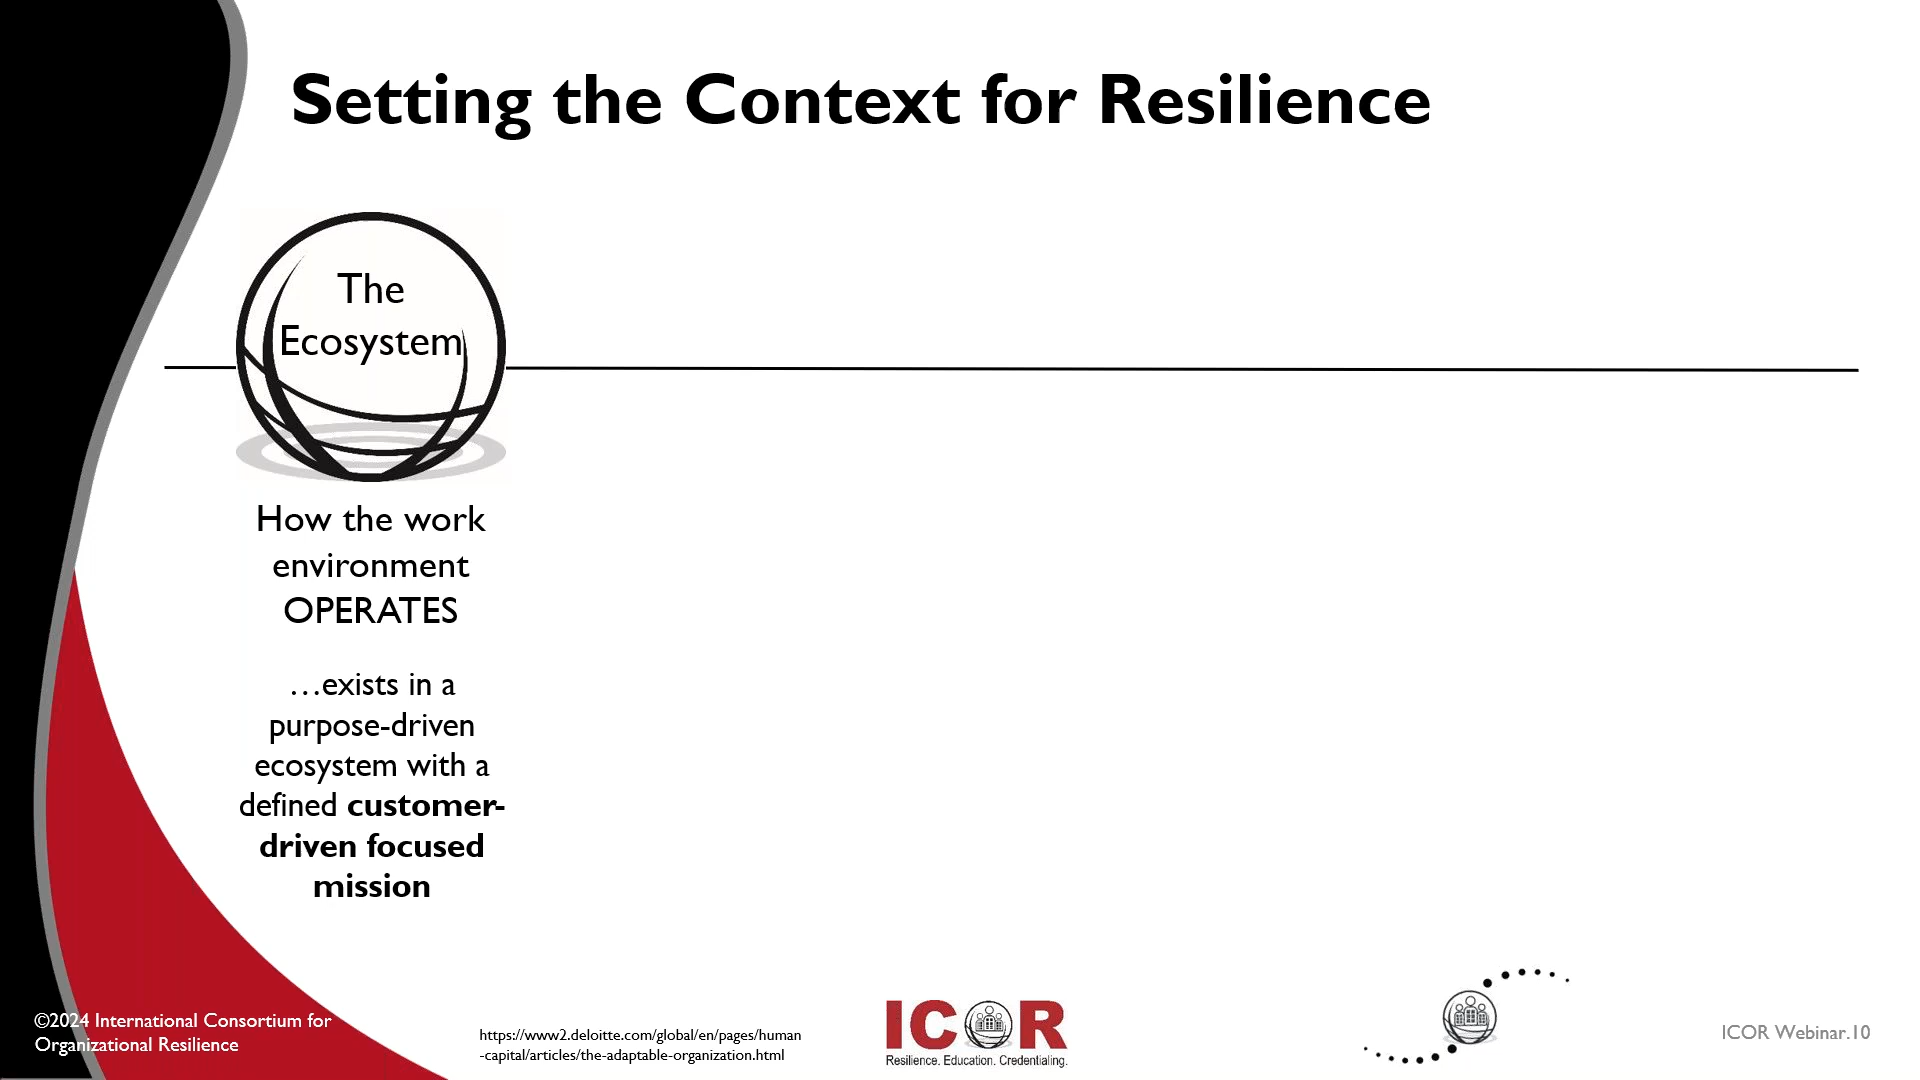 Setting the Context for Resilience
The
Ecosystem
How the work
environment
OPERATES
…exists in a
purpose-driven
ecosystem with a
defined customer-
driven focused
mission
©2024 International Consortium for
Organizational Resilience
https://www2.deloitte.com/global/en/pages/human
-capital/articles/the-adaptable-organization.html
ICOR
Resilience. Education. Credentialing.
ICOR Webinar.10